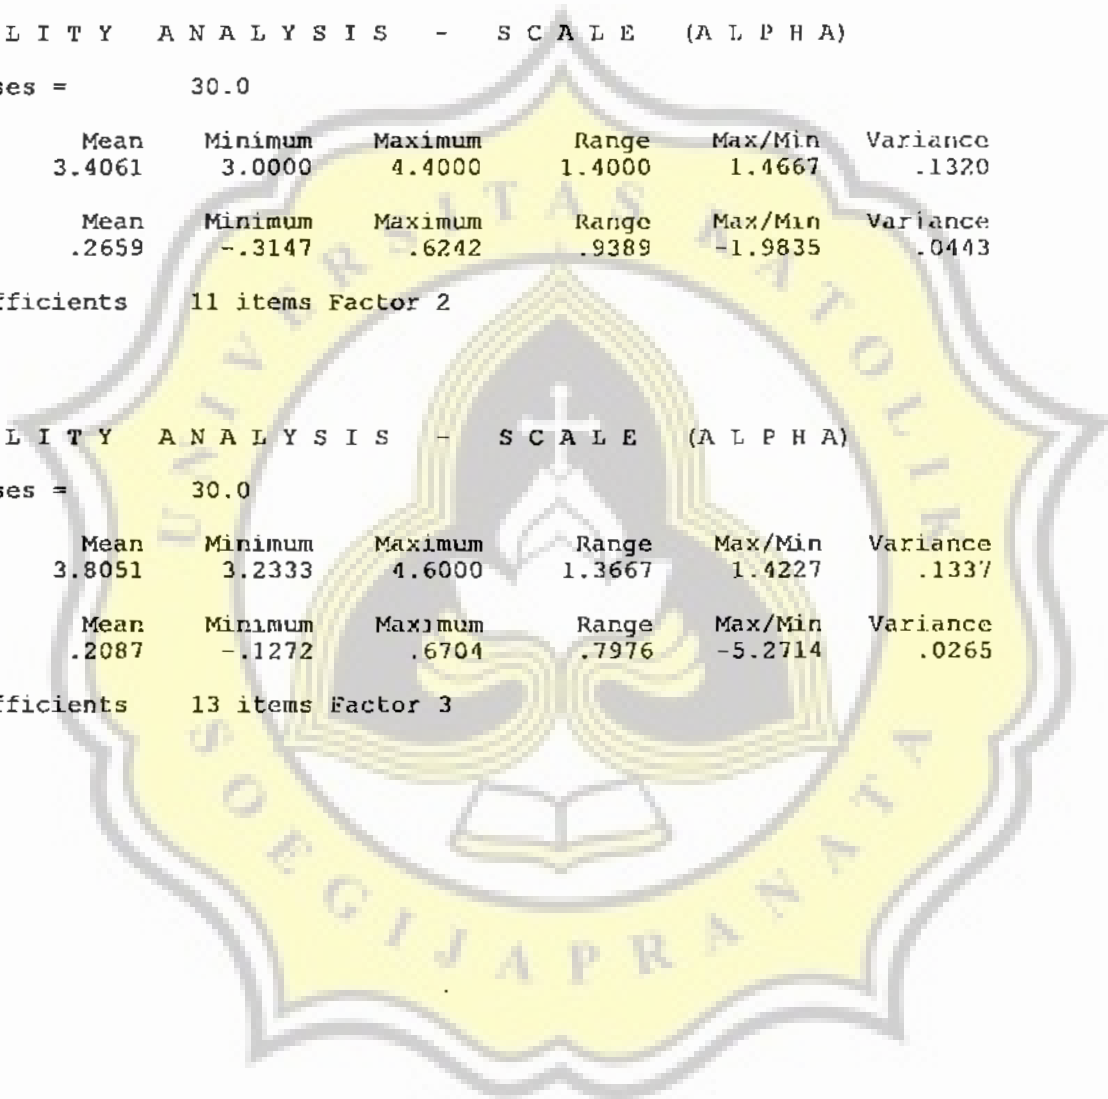 L I T Y   A N A L Y S I S   -   S C A L E   (A L P H A)
ses =   30.0
Mean   Minimum   Maximum   Range   Max/Min   Variance
3.4061   3.0000   4.4000   1.4000   1.4667   .1320
Mean   Minimum   Maximum   Range   Max/Min   Variance
.2659   -.3147   .6242   .9389   -1.9835   .0443
fficients   11 items Factor 2
L I T Y   A N A L Y S I S   -   S C A L E   (A L P H A)
ses =   30.0
Mean   Minimum   Maximum   Range   Max/Min   Variance
3.8051   3.2333   4.6000   1.3667   1.4227   .1337
Mean   Minimum   Maximum   Range   Max/Min   Variance
.2087   -.1272   .6704   .7976   -5.2714   .0265
fficients   13 items Factor 3
UNIVERSITAS KATOLIK
SOEGIJAPRANATA